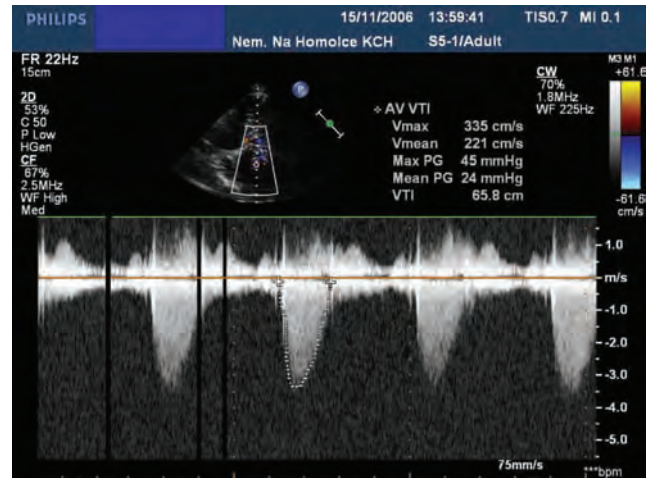 PHILIPS
15/11/2006 13:59:41 TIS0.7 MI 0.1
Nem. Na Homolce KCH S5-1/Adult
FR 22Hz
15cm
2D
53%
C 50
P Low
HGen
CF
67%
2.5MHz
WF High
Med
P
AV VTI
Vmax 335 cm/s
Vmean 221 cm/s
Max PG 45 mmHg
Mean PG 24 mmHg
VTI 65.8 cm
CW
70%
1.8MHz
WF 225Hz
M3 M1
+61.6
-61.6
cm/s
1.0
m/s
-1.0
-2.0
-3.0
-4.0
-5.0
75mm/s
***bpm